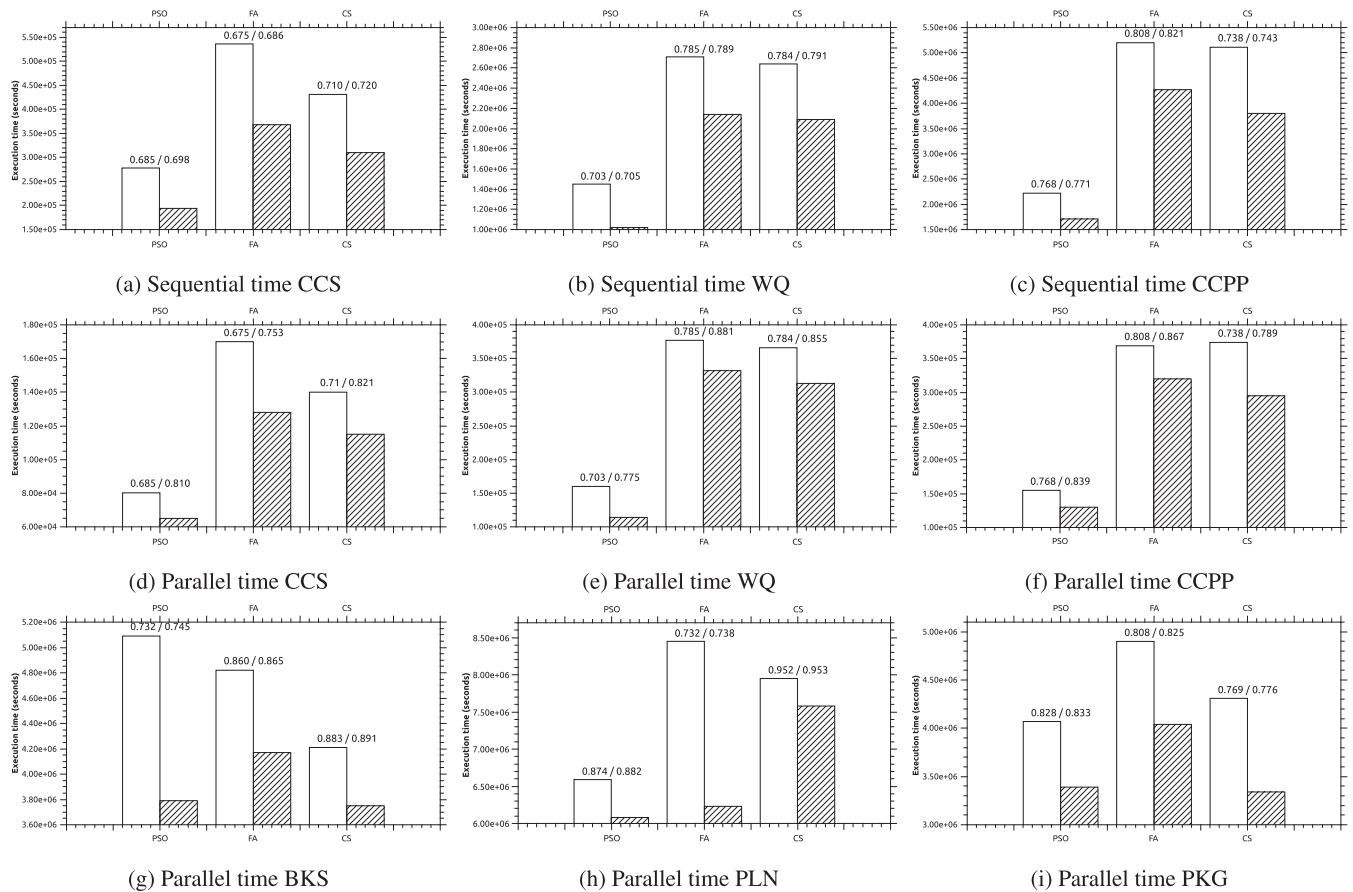 PSO FA CS
Execution time (seconds)
5.50e+05
5.00e+05
4.50e+05
4.00e+05
3.50e+05
3.00e+05
2.50e+05
2.00e+05
1.50e+05
0.685 / 0.698
0.675 / 0.686
0.710 / 0.720
PSO FA CS
(a) Sequential time CCS
PSO FA CS
Execution time (seconds)
3.00e+06
2.80e+06
2.60e+06
2.40e+06
2.20e+06
2.00e+06
1.80e+06
1.60e+06
1.40e+06
1.20e+06
1.00e+06
0.703 / 0.705
0.785 / 0.789
0.784 / 0.791
PSO FA CS
(b) Sequential time WQ
PSO FA CS
Execution time (seconds)
5.50e+06
5.00e+06
4.50e+06
4.00e+06
3.50e+06
3.00e+06
2.50e+06
2.00e+06
1.50e+06
0.768 / 0.771
0.808 / 0.821
0.738 / 0.743
PSO FA CS
(c) Sequential time CCPP
PSO FA CS
Execution time (seconds)
1.80e+05
1.60e+05
1.40e+05
1.20e+05
1.00e+05
8.00e+04
6.00e+04
0.685 / 0.810
0.675 / 0.753
0.71 / 0.821
PSO FA CS
(d) Parallel time CCS
PSO FA CS
Execution time (seconds)
4.00e+05
3.50e+05
3.00e+05
2.50e+05
2.00e+05
1.50e+05
1.00e+05
0.703 / 0.775
0.785 / 0.881
0.784 / 0.855
PSO FA CS
(e) Parallel time WQ
PSO FA CS
Execution time (seconds)
4.00e+05
3.50e+05
3.00e+05
2.50e+05
2.00e+05
1.50e+05
1.00e+05
0.768 / 0.839
0.808 / 0.867
0.738 / 0.789
PSO FA CS
(f) Parallel time CCPP
PSO FA CS
Execution time (seconds)
5.20e+06
5.00e+06
4.80e+06
4.60e+06
4.40e+06
4.20e+06
4.00e+06
3.80e+06
3.60e+06
0.732 / 0.745
0.860 / 0.865
0.883 / 0.891
PSO FA CS
(g) Parallel time BKS
PSO FA CS
Execution time (seconds)
8.50e+06
8.00e+06
7.50e+06
7.00e+06
6.50e+06
6.00e+06
0.874 / 0.882
0.732 / 0.738
0.952 / 0.953
PSO FA CS
(h) Parallel time PLN
PSO FA CS
Execution time (seconds)
5.00e+06
4.50e+06
4.00e+06
3.50e+06
3.00e+06
0.828 / 0.833
0.808 / 0.825
0.769 / 0.776
PSO FA CS
(i) Parallel time PKG